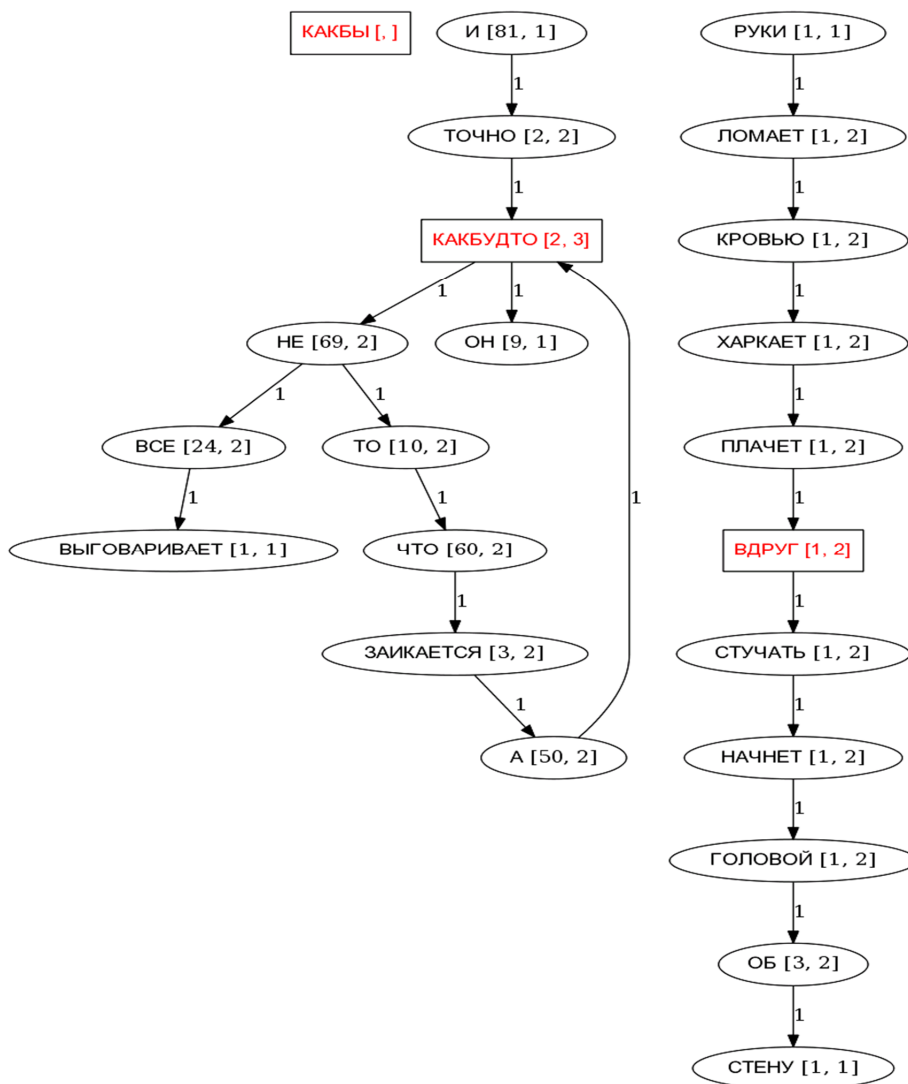 КАКБЫ [, ]
И [81, 1]
РУКИ [1, 1]
1
1
ТОЧНО [2, 2]
ЛОМАЕТ [1, 2]
1
1
КАКБУДТО [2, 3]
КРОВЬЮ [1, 2]
1
1
1
1
НЕ [69, 2]
ОН [9, 1]
ХАРКАЕТ [1, 2]
1
1
1
ВСЕ [24, 2]
ТО [10, 2]
ПЛАЧЕТ [1, 2]
1
1
1
1
ВЫГОВАРИВАЕТ [1, 1]
ЧТО [60, 2]
ВДРУГ [1, 2]
1
1
ЗАИКАЕТСЯ [3, 2]
СТУЧАТЬ [1, 2]
1
1
А [50, 2]
НАЧНЕТ [1, 2]
1
ГОЛОВОЙ [1, 2]
1
ОБ [3, 2]
1
СТЕНУ [1, 1]